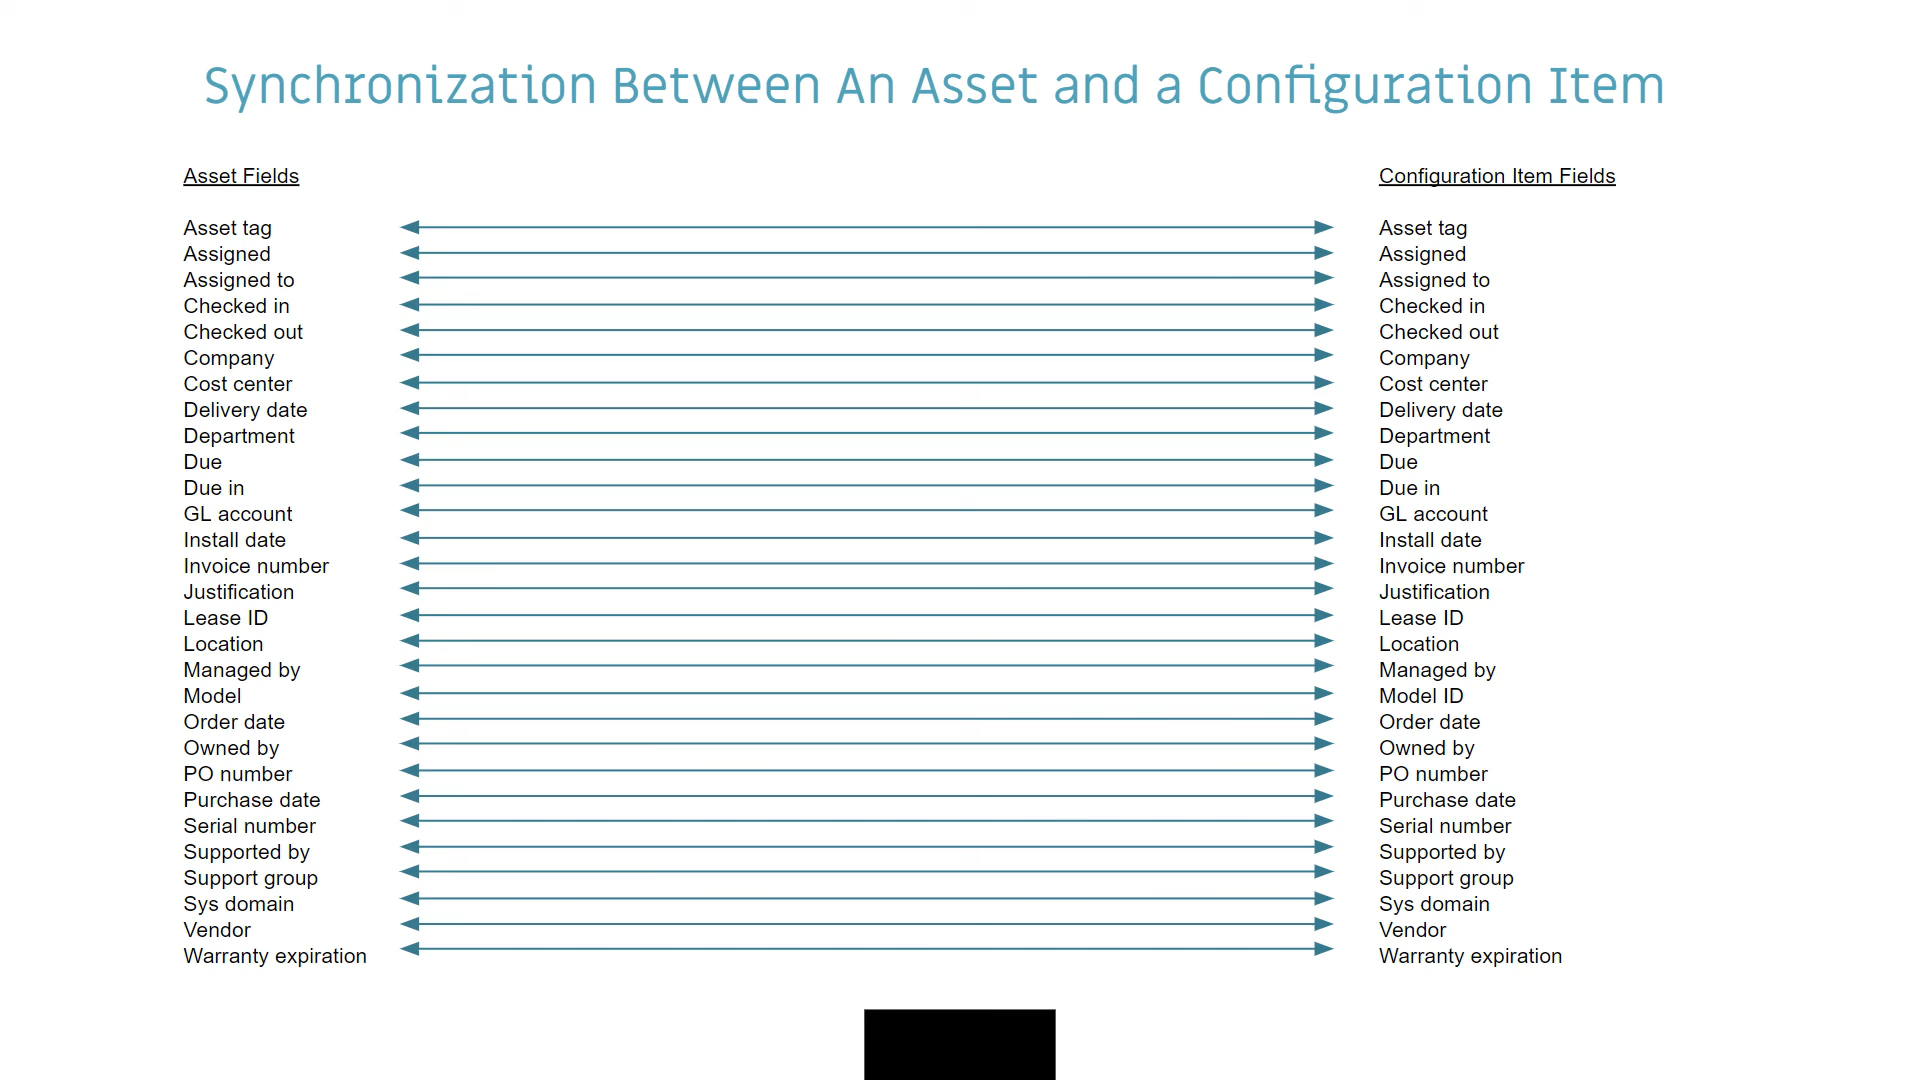 Synchronization Between An Asset and a Configuration Item
Asset Fields
Configuration Item Fields
Asset tag
Asset tag
Assigned
Assigned
Assigned to
Assigned to
Checked in
Checked in
Checked out
Checked out
Company
Company
Cost center
Cost center
Delivery date
Delivery date
Department
Department
Due
Due
Due in
Due in
GL account
GL account
Install date
Install date
Invoice number
Invoice number
Justification
Justification
Lease ID
Lease ID
Location
Location
Managed by
Managed by
Model
Model ID
Order date
Order date
Owned by
Owned by
PO number
PO number
Purchase date
Purchase date
Serial number
Serial number
Supported by
Supported by
Support group
Support group
Sys domain
Sys domain
Vendor
Vendor
Warranty expiration
Warranty expiration